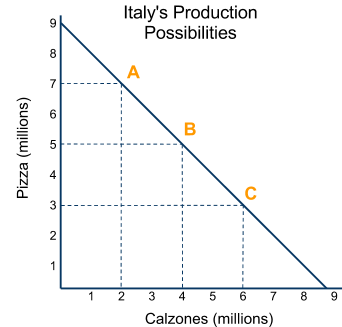 Italy's Production
Possibilities
9
8
7
6
5
4
3
2
1
Pizza (millions)
A
B
C
1 2 3 4 5 6 7 8 9
Calzones (millions)